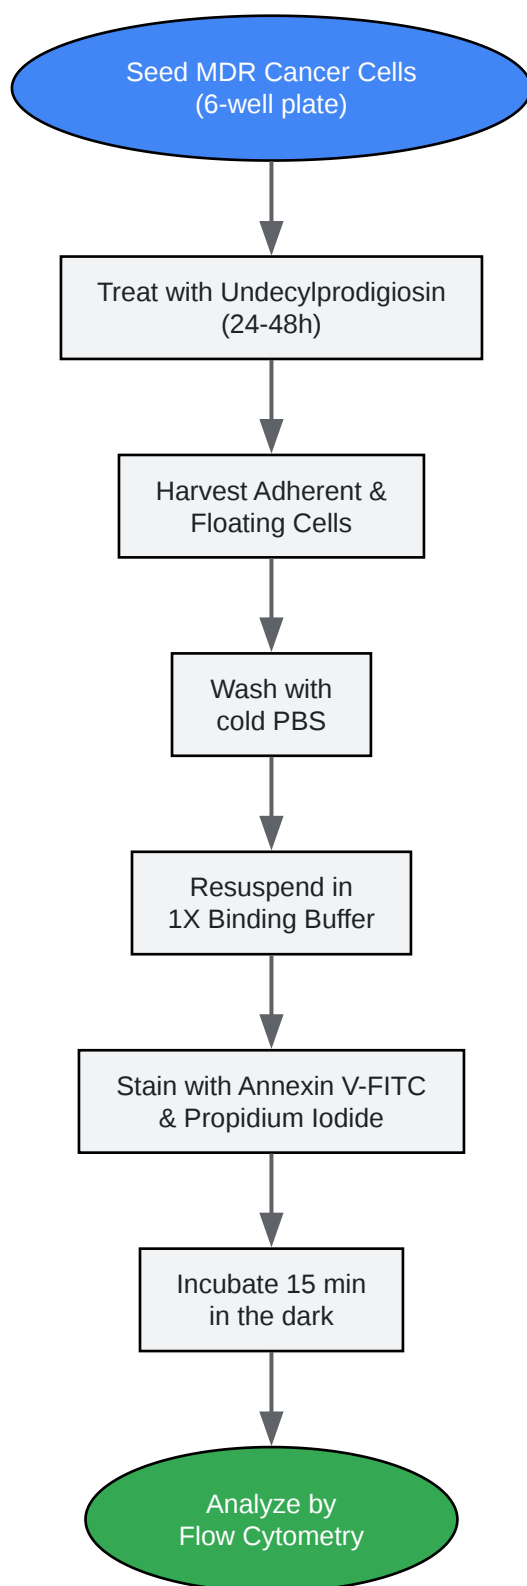 Seed MDR Cancer Cells
(6-well plate)
Treat with Undecylprodigiosin
(24-48h)
Harvest Adherent &
Floating Cells
Wash with
cold PBS
Resuspend in
1X Binding Buffer
Stain with Annexin V-FITC
& Propidium Iodide
Incubate 15 min
in the dark
Analyze by
Flow Cytometry